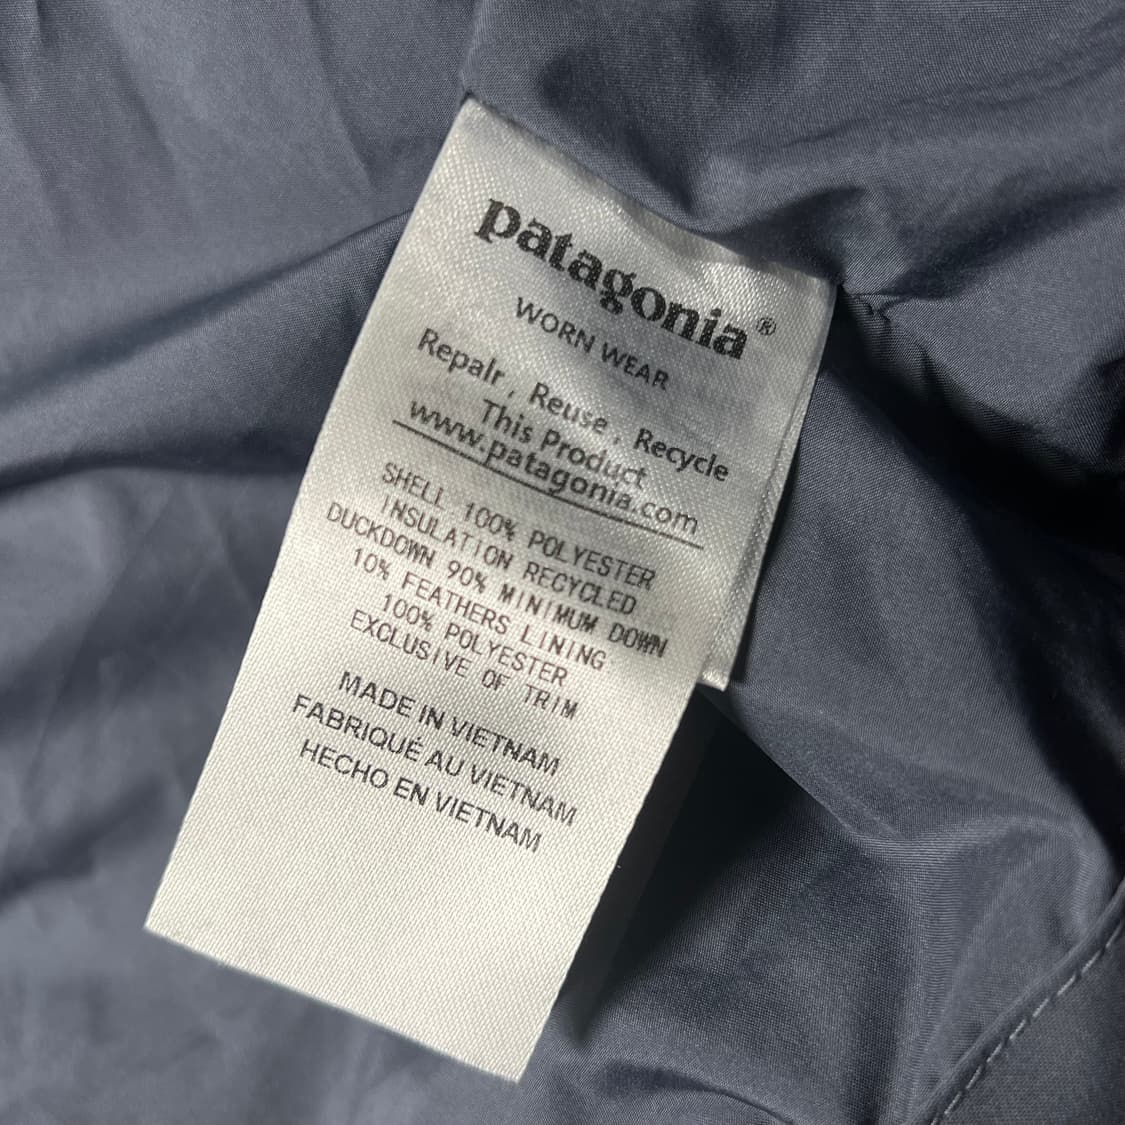 patagonia®
WORN WEAR
Repair , Reuse , Recycle
This Product
www.patagonia.com
SHELL 100% POLYESTER
INSULATION RECYCLED
DUCKDOWN 90% MINIMUM DOWN
10% FEATHERS LINING
100% POLYESTER
EXCLUSIVE OF TRIM
MADE IN VIETNAM
FABRIQUÉ AU VIETNAM
HECHO EN VIETNAM